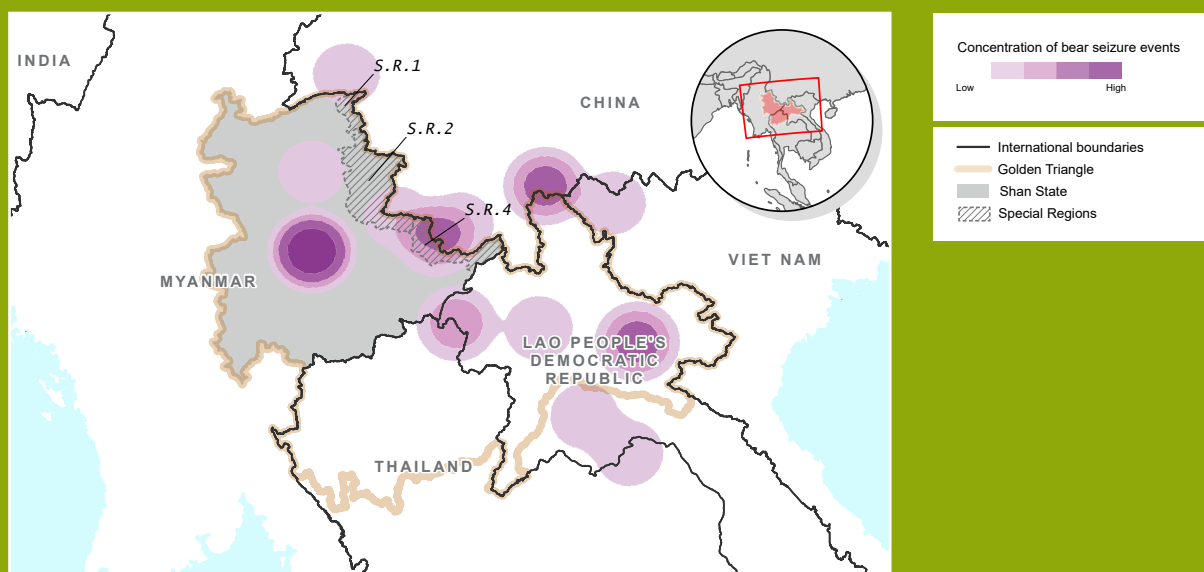 INDIA
S.R.1
CHINA
S.R.2
S.R.4
VIET NAM
MYANMAR
LAO PEOPLE'S
DEMOCRATIC
REPUBLIC
THAILAND
Concentration of bear seizure events
Low High
International boundaries
Golden Triangle
Shan State
Special Regions